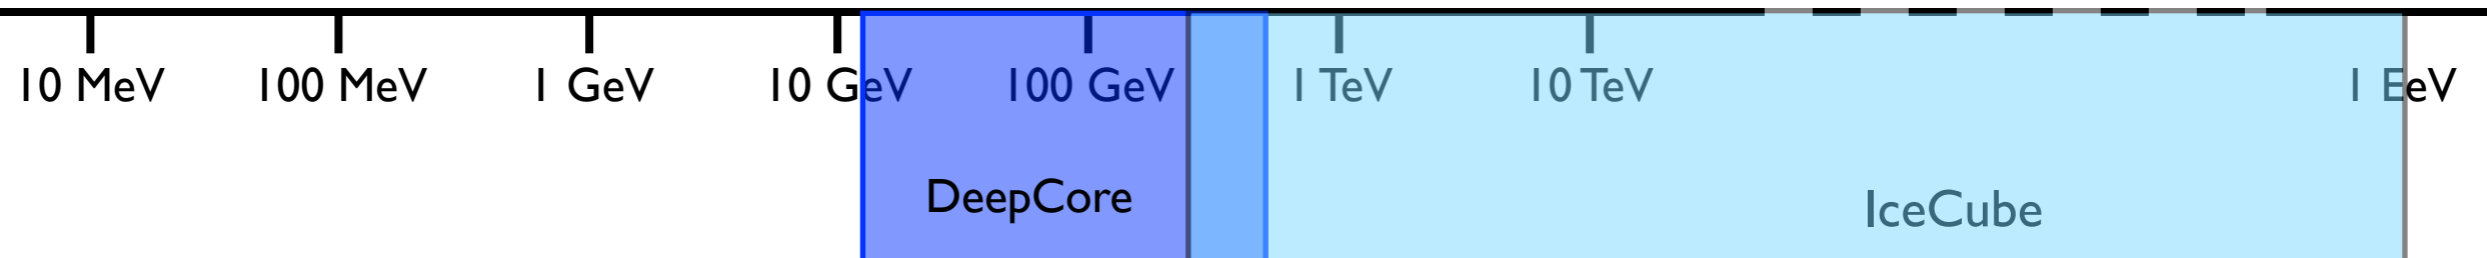 10 MeV 100 MeV 1 GeV 10 GeV 100 GeV 1 TeV 10 TeV 1 EeV
DeepCore IceCube